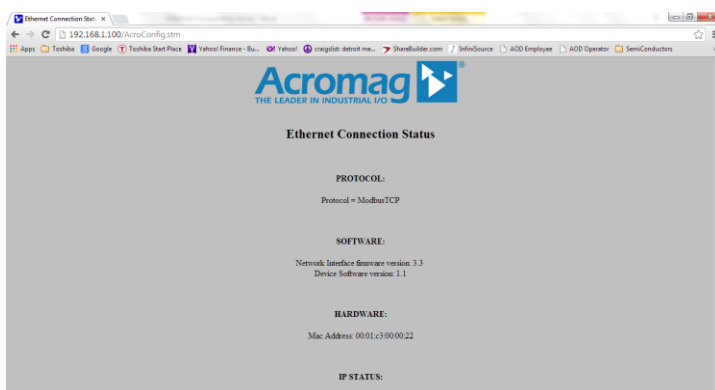 Ethernet Connection Stat: ×
192.168.1.100/AcroConfig.stm
Apps Toshiba Google Toshiba Start Place Yahoo! Finance - Bu... Yahoo! craigslist: detroit me... ShareBuilder.com InfiniSource AOD Employee AOD Operator SemiConductors
Acromag ®
THE LEADER IN INDUSTRIAL I/O
Ethernet Connection Status
PROTOCOL:
Protocol = ModbusTCP
SOFTWARE:
Network Interface firmware version: 3.3
Device Software version: 1.1
HARDWARE:
Mac Address: 00:01:c3:00:00:22
IP STATUS: